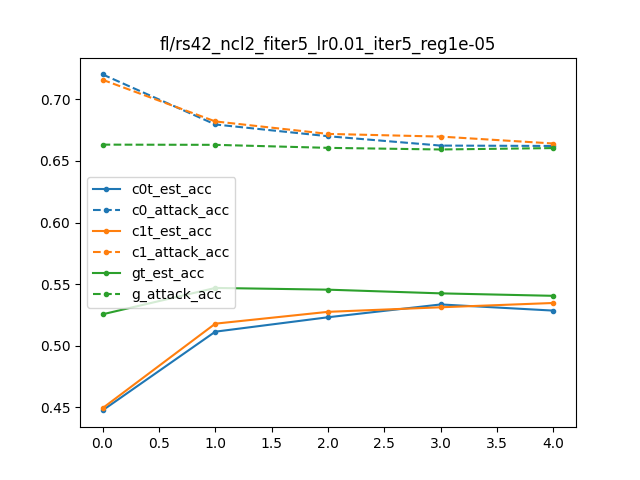 fl/rs42_ncl2_fiter5_lr0.01_iter5_reg1e-05
0.70
0.65
0.60
0.55
0.50
0.45
c0t_est_acc
c0_attack_acc
c1t_est_acc
c1_attack_acc
gt_est_acc
g_attack_acc
0.0 0.5 1.0 1.5 2.0 2.5 3.0 3.5 4.0